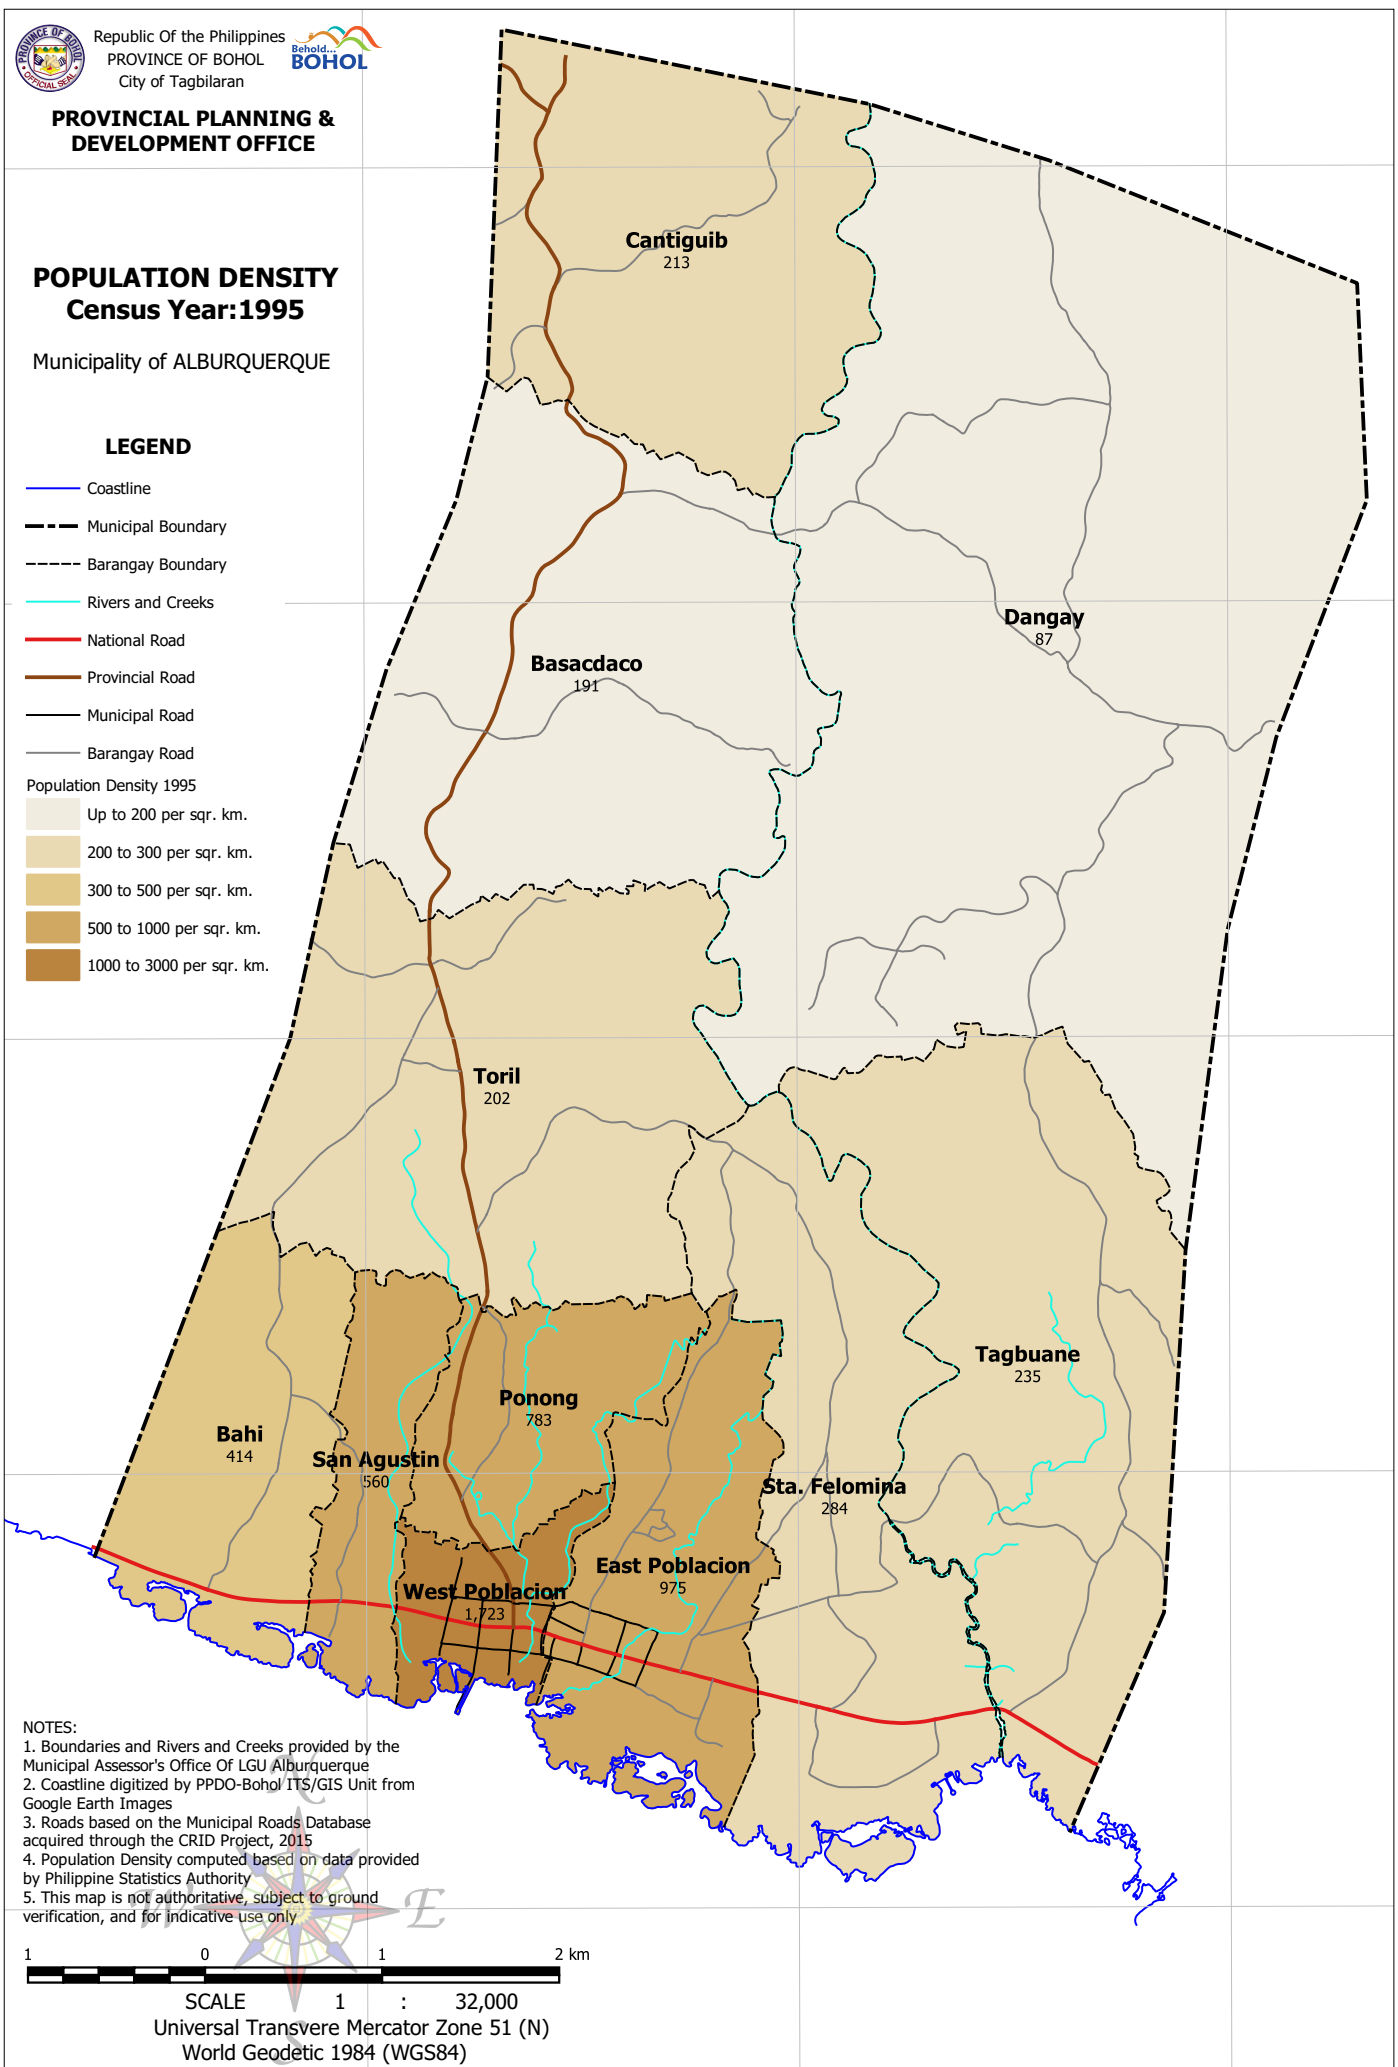 Republic Of the Philippines
PROVINCE OF BOHOL
City of Tagbilaran
PROVINCE OF BOHOL
OFFICIAL SEAL
Behold...
BOHOL
PROVINCIAL PLANNING &
DEVELOPMENT OFFICE
POPULATION DENSITY
Census Year:1995
Municipality of ALBURQUERQUE
LEGEND
Coastline
Municipal Boundary
Barangay Boundary
Rivers and Creeks
National Road
Provincial Road
Municipal Road
Barangay Road
Population Density 1995
Up to 200 per sqr. km.
200 to 300 per sqr. km.
300 to 500 per sqr. km.
500 to 1000 per sqr. km.
1000 to 3000 per sqr. km.
Cantiguib
213
Dangay
87
Basacdaco
191
Toril
202
Tagbuane
235
Ponong
783
Bahi
414
San Agustin
560
Sta. Felomina
284
East Poblacion
975
West Poblacion
1,723
NOTES:
1. Boundaries and Rivers and Creeks provided by the
Municipal Assessor's Office Of LGU Alburquerque
2. Coastline digitized by PPDO-Bohol ITS/GIS Unit from
Google Earth Images
3. Roads based on the Municipal Roads Database
acquired through the CRID Project, 2015
4. Population Density computed based on data provided
by Philippine Statistics Authority
5. This map is not authoritative, subject to ground
verification, and for indicative use only
N
W
E
S
1 0 1 2 km
SCALE 1 : 32,000
Universal Transvere Mercator Zone 51 (N)
World Geodetic 1984 (WGS84)